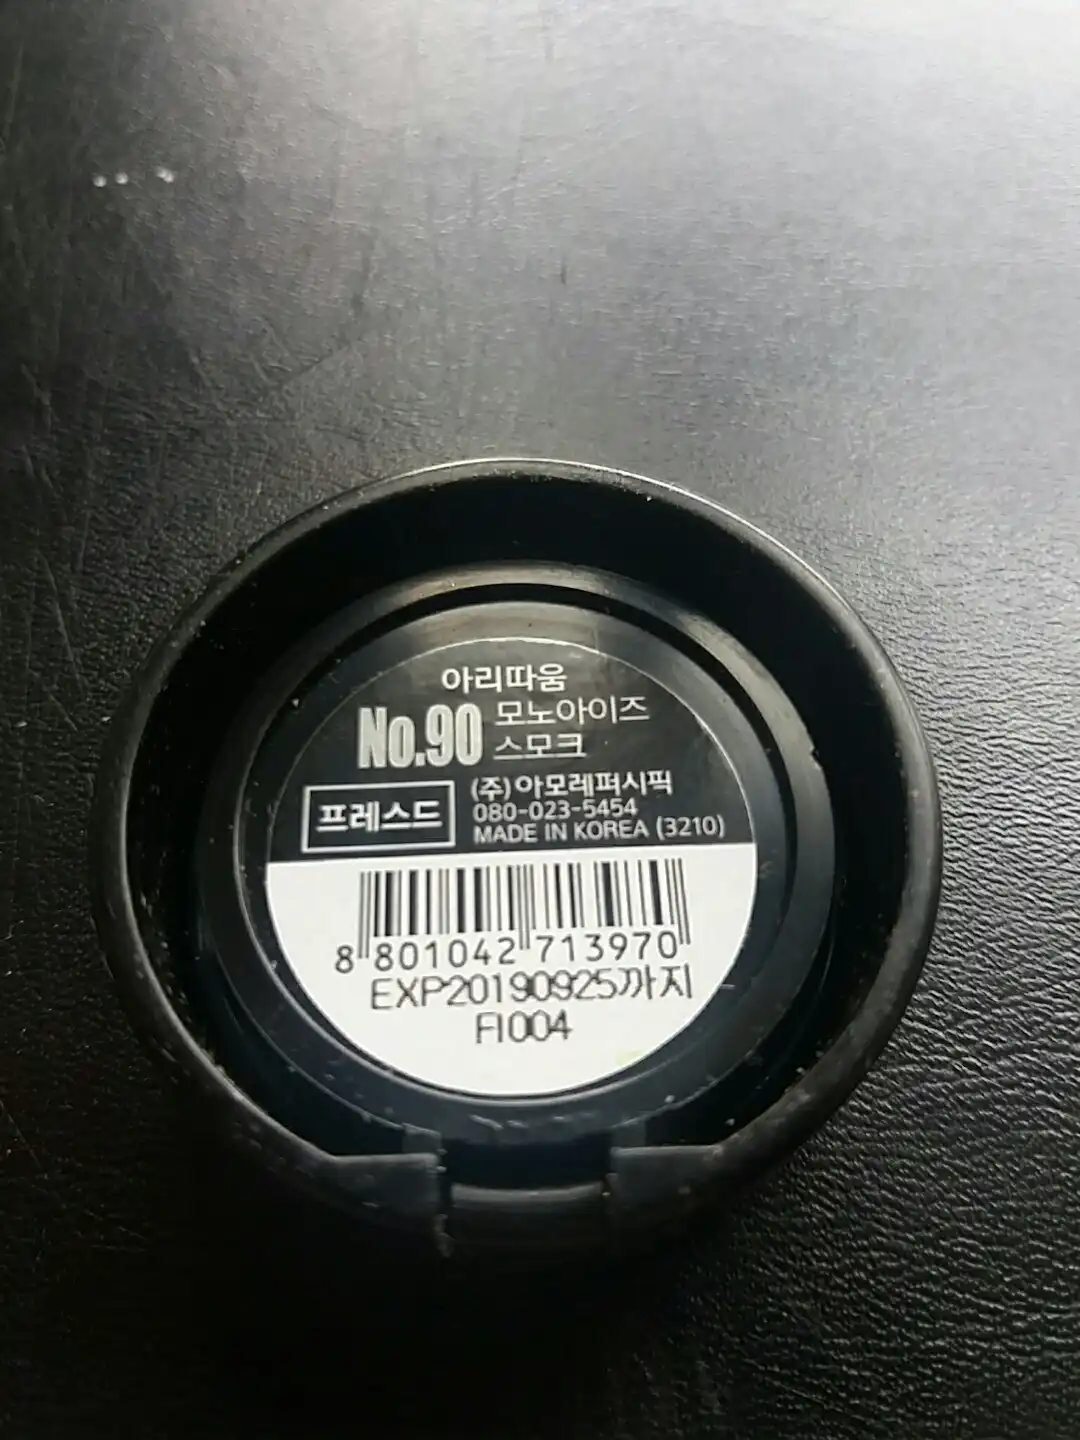 아리따움
No.90 모노아이즈
스모크
프레스드
(주)아모레퍼시픽
080-023-5454
MADE IN KOREA (3210)
8 801042 713970
EXP20190925까지
FI004